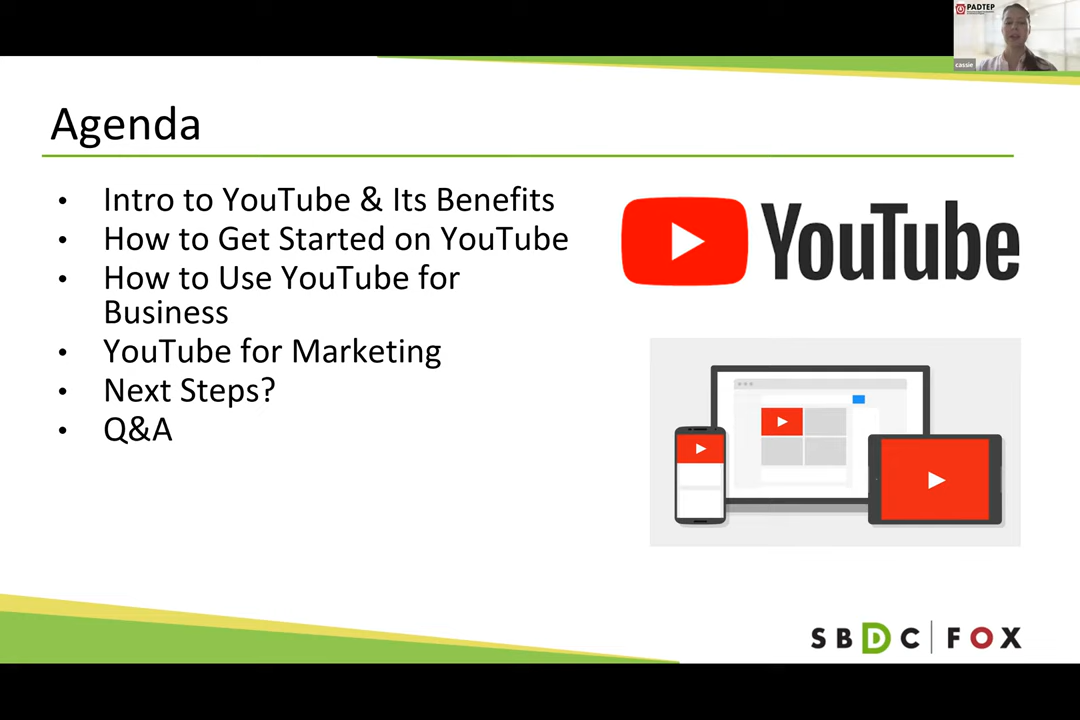 PADTEP
cassie
Agenda
• Intro to YouTube & Its Benefits
• How to Get Started on YouTube
• How to Use YouTube for
Business
• YouTube for Marketing
• Next Steps?
• Q&A
YouTube
SBDC | FOX